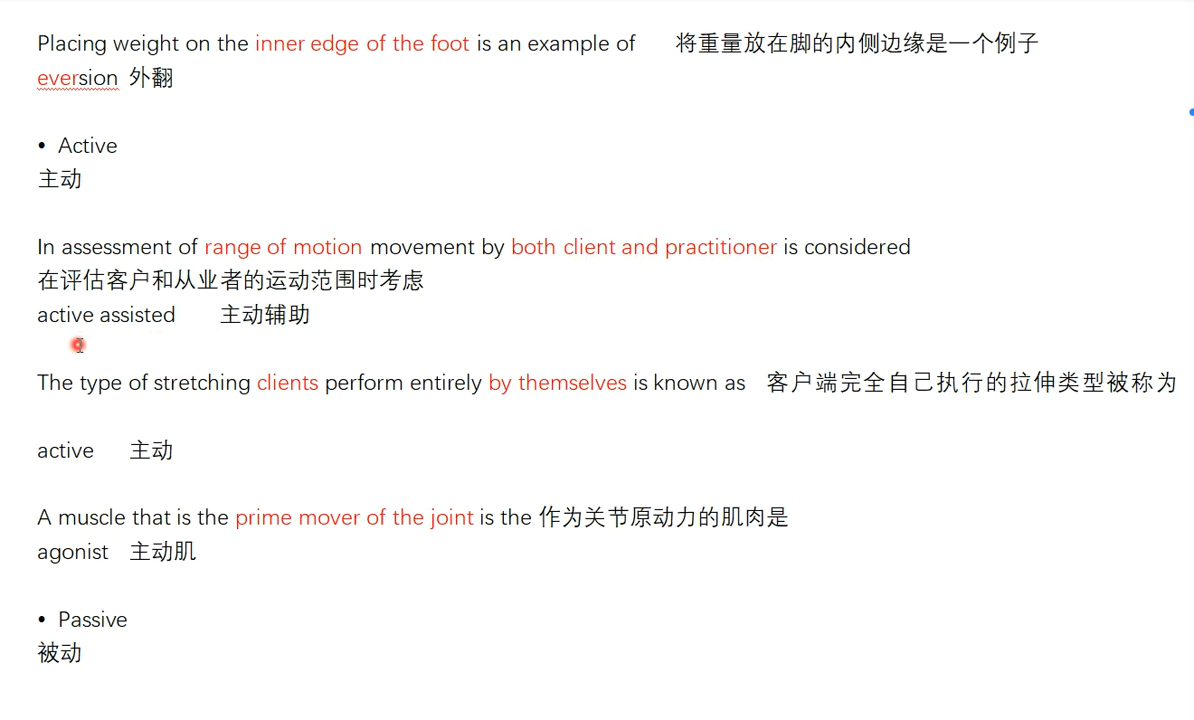 Placing weight on the inner edge of the foot is an example of 将重量放在脚的内侧边缘是一个例子
eversion 外翻
• Active
主动
In assessment of range of motion movement by both client and practitioner is considered
在评估客户和从业者的运动范围时考虑
active assisted 主动辅助
The type of stretching clients perform entirely by themselves is known as 客户端完全自己执行的拉伸类型被称为
active 主动
A muscle that is the prime mover of the joint is the 作为关节原动力的肌肉是
agonist 主动肌
• Passive
被动